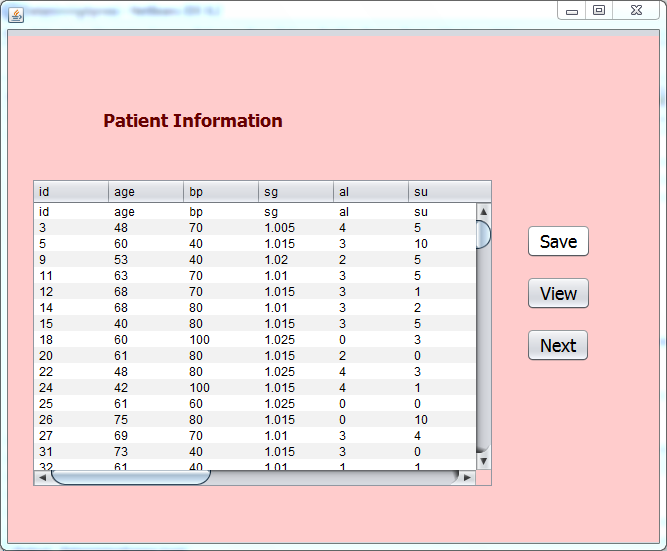 Patient Information
id age bp sg al su
id age bp sg al su
3 48 70 1.005 4 5
5 60 40 1.015 3 10
9 53 40 1.02 2 5
11 63 70 1.01 3 5
12 68 70 1.015 3 1
14 68 80 1.01 3 2
15 40 80 1.015 3 5
18 60 100 1.025 0 3
20 61 80 1.015 2 0
22 48 80 1.025 4 3
24 42 100 1.015 4 1
25 61 60 1.025 0 0
26 75 80 1.015 0 10
27 69 70 1.01 3 4
31 73 40 1.015 3 0
32 61 40 1.01 1 1
Save
View
Next